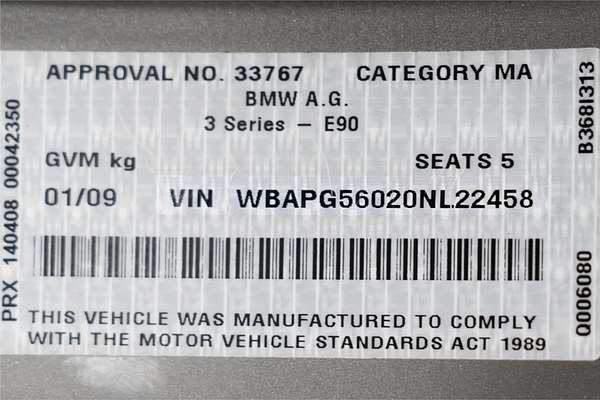 APPROVAL NO. 33767 CATEGORY MA
BMW A.G.
3 Series – E90
GVM kg SEATS 5
01/09 VIN WBAPG56020NL22458
THIS VEHICLE WAS MANUFACTURED TO COMPLY
WITH THE MOTOR VEHICLE STANDARDS ACT 1989
PRX 140408 00042350
B368I313
Q006080